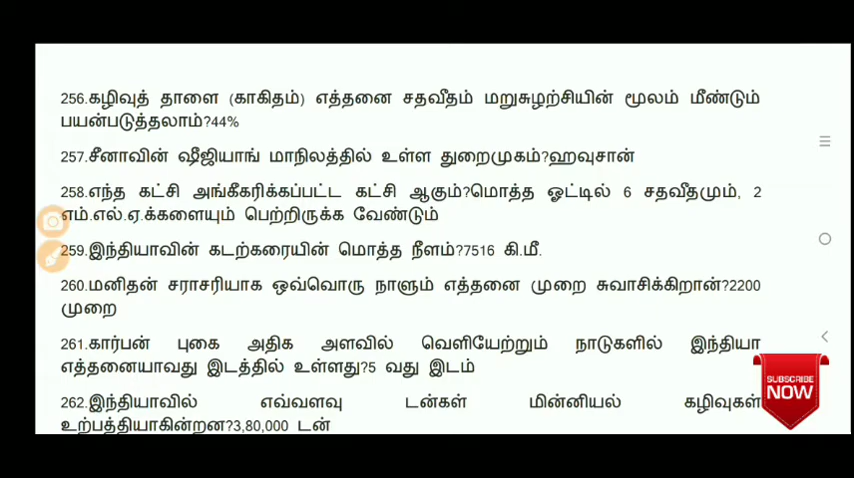 256.கழிவுத் தாளை (காகிதம்) எத்தனை சதவீதம் மறுசுழற்சியின் மூலம் மீண்டும்
பயன்படுத்தலாம்?44%
257.சீனாவின் ஷீஜியாங் மாநிலத்தில் உள்ள துறைமுகம்?ஹவுசான்
258.எந்த கட்சி அங்கீகரிக்கப்பட்ட கட்சி ஆகும்?மொத்த ஓட்டில் 6 சதவீதமும், 2
எம்.எல்.ஏ.க்களையும் பெற்றிருக்க வேண்டும்
259.இந்தியாவின் கடற்கரையின் மொத்த நீளம்?7516 கி.மீ.
260.மனிதன் சராசரியாக ஒவ்வொரு நாளும் எத்தனை முறை சுவாசிக்கிறான்?2200
முறை
261.கார்பன் புகை அதிக அளவில் வெளியேற்றும் நாடுகளில் இந்தியா
எத்தனையாவது இடத்தில் உள்ளது?5 வது இடம்
SUBSCRIBE
NOW
262.இந்தியாவில் எவ்வளவு டன்கள் மின்னியல் கழிவுகள்
உற்பத்தியாகின்றன?3,80,000 டன்